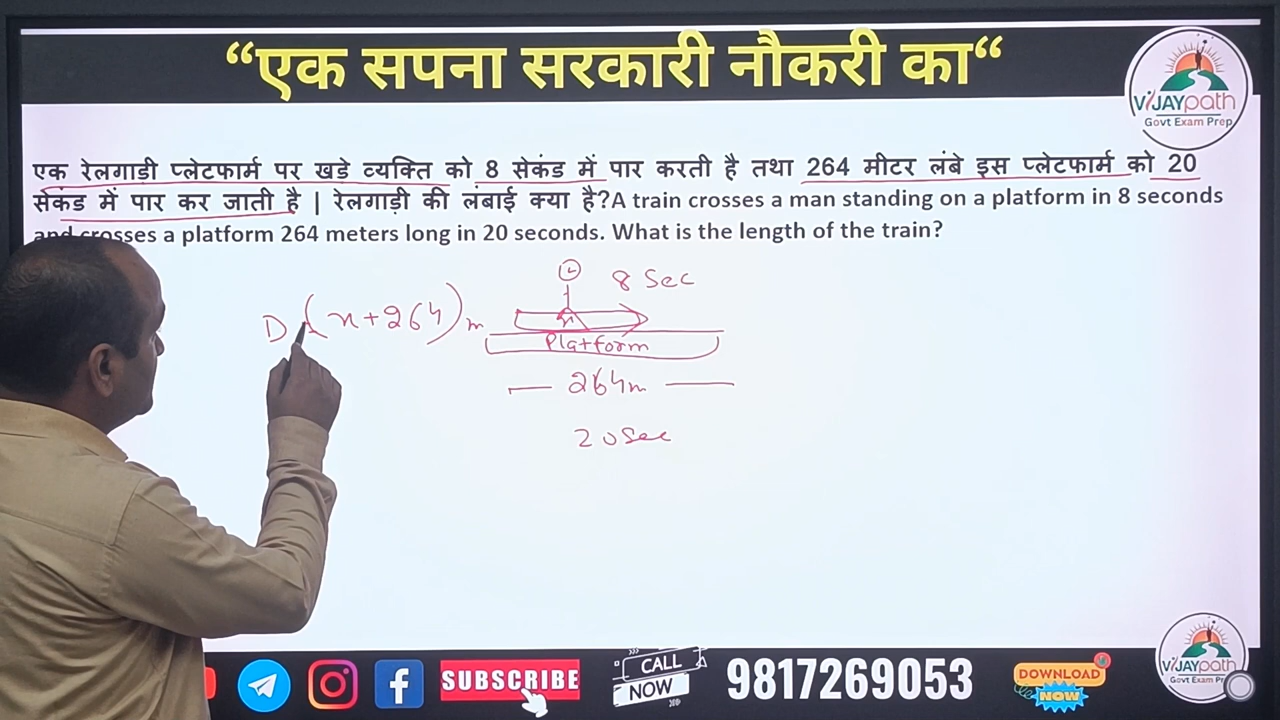 “एक सपना सरकारी नौकरी का“
VIJAYpath
Govt Exam Prep
एक रेलगाड़ी प्लेटफार्म पर खडे व्यक्ति को 8 सेकंड में पार करती है तथा 264 मीटर लंबे इस प्लेटफार्म को 20
सेकंड में पार कर जाती है | रेलगाड़ी की लंबाई क्या है?A train crosses a man standing on a platform in 8 seconds
and crosses a platform 264 meters long in 20 seconds. What is the length of the train?
8 Sec
D (x+264)m
x
Platform
264m
20Sec
SUBSCRIBE
CALL
NOW
9817269053
DOWNLOAD
NOW
VIJAYpath
Govt Exam Pre